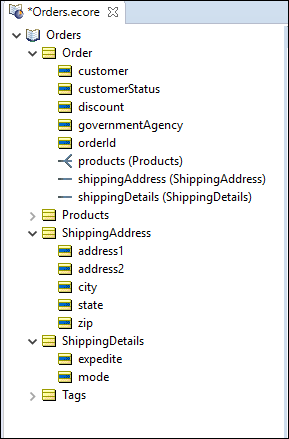 *Orders.ecore
Orders
Order
customer
customerStatus
discount
governmentAgency
orderId
products (Products)
shippingAddress (ShippingAddress)
shippingDetails (ShippingDetails)
Products
ShippingAddress
address1
address2
city
state
zip
ShippingDetails
expedite
mode
Tags